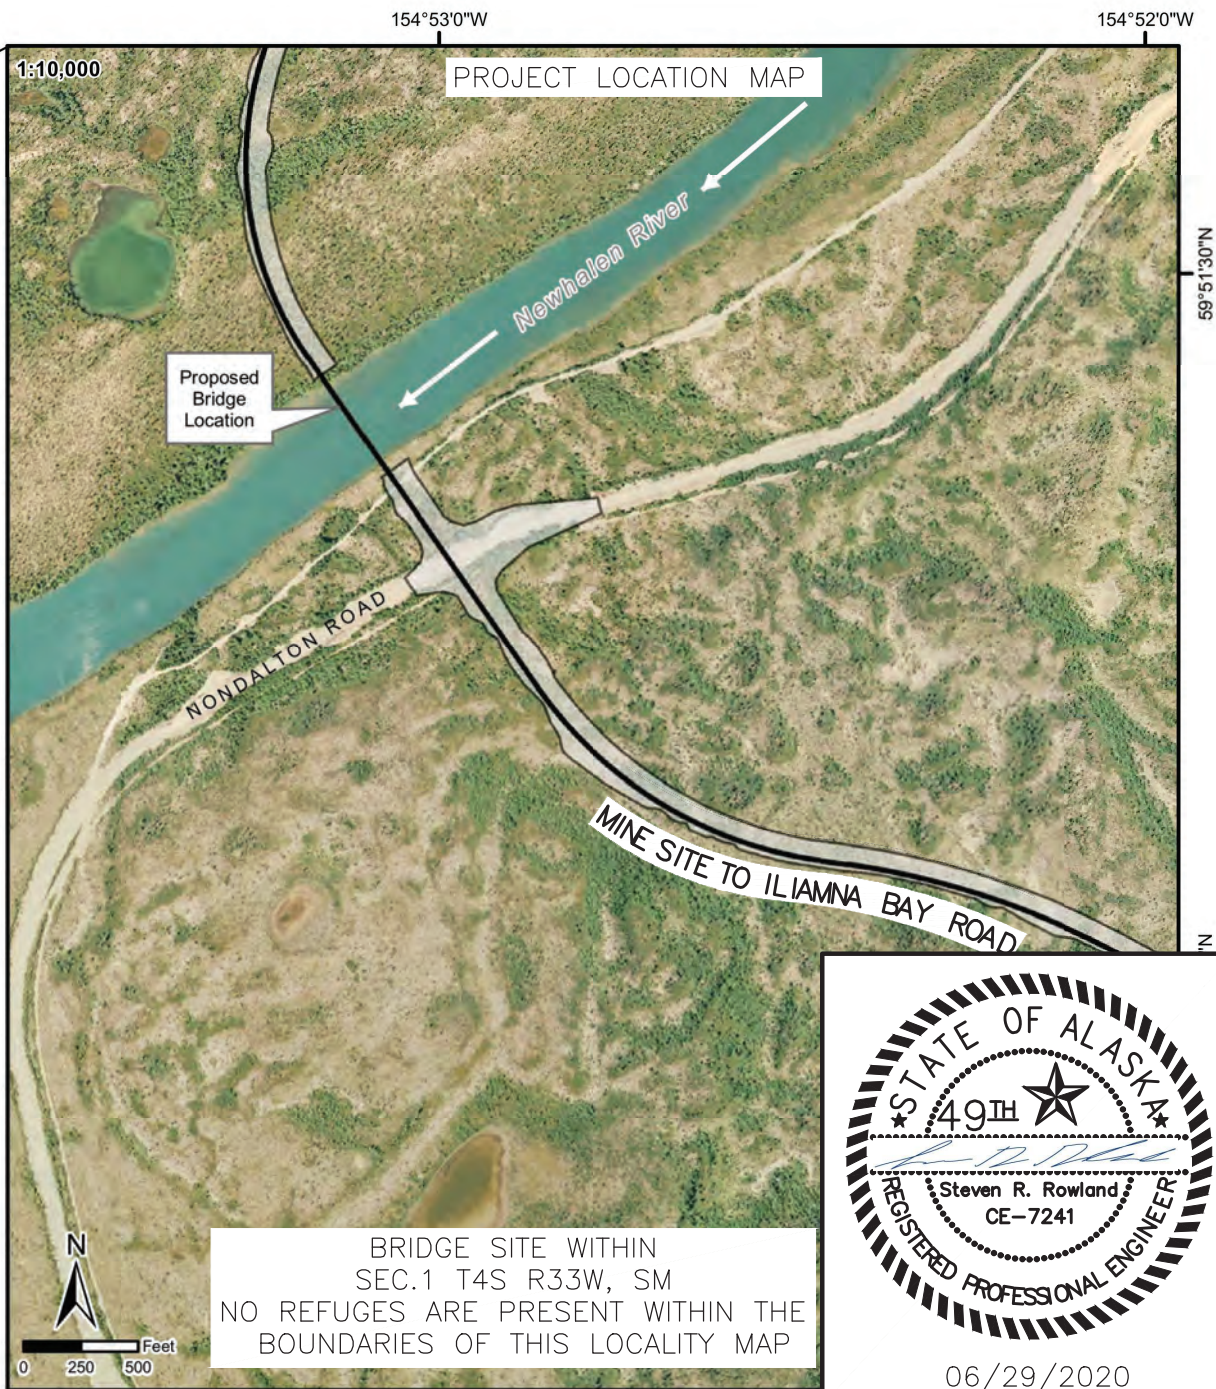 154°53'0"W
154°52'0"W
1:10,000
PROJECT LOCATION MAP
59°51'30"N
Newhalen River
Proposed
Bridge
Location
NONDALTON ROAD
MINE SITE TO ILIAMNA BAY ROAD
"N
STATE OF ALASKA
49TH
Steven R. Rowland
CE-7241
REGISTERED PROFESSIONAL ENGINEER
06/29/2020
N
Feet
0 250 500
BRIDGE SITE WITHIN
SEC.1 T4S R33W, SM
NO REFUGES ARE PRESENT WITHIN THE
BOUNDARIES OF THIS LOCALITY MAP